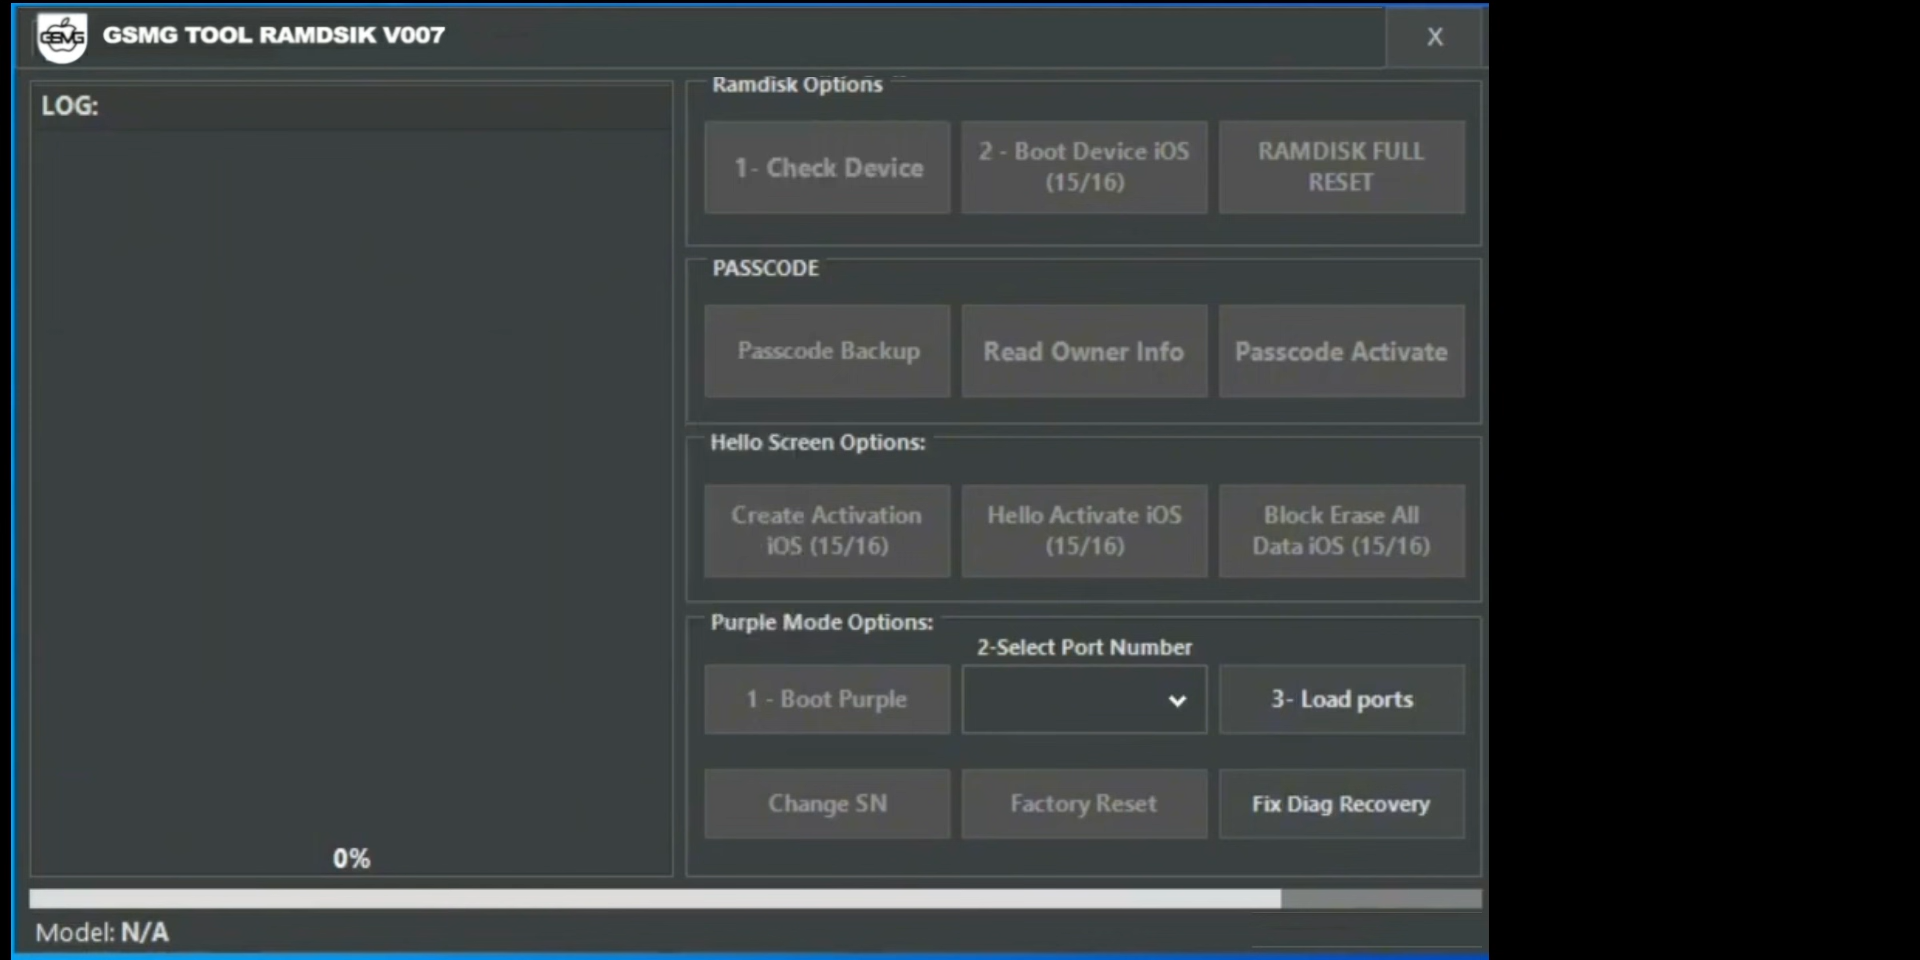 GSMG
GSMG TOOL RAMDSIK V007
X
LOG:
0%
Ramdisk Options
1- Check Device
2 - Boot Device iOS
(15/16)
RAMDISK FULL
RESET
PASSCODE
Passcode Backup
Read Owner Info
Passcode Activate
Hello Screen Options:
Create Activation
iOS (15/16)
Hello Activate iOS
(15/16)
Block Erase All
Data iOS (15/16)
Purple Mode Options:
2-Select Port Number
1 - Boot Purple
3- Load ports
Change SN
Factory Reset
Fix Diag Recovery
Model: N/A